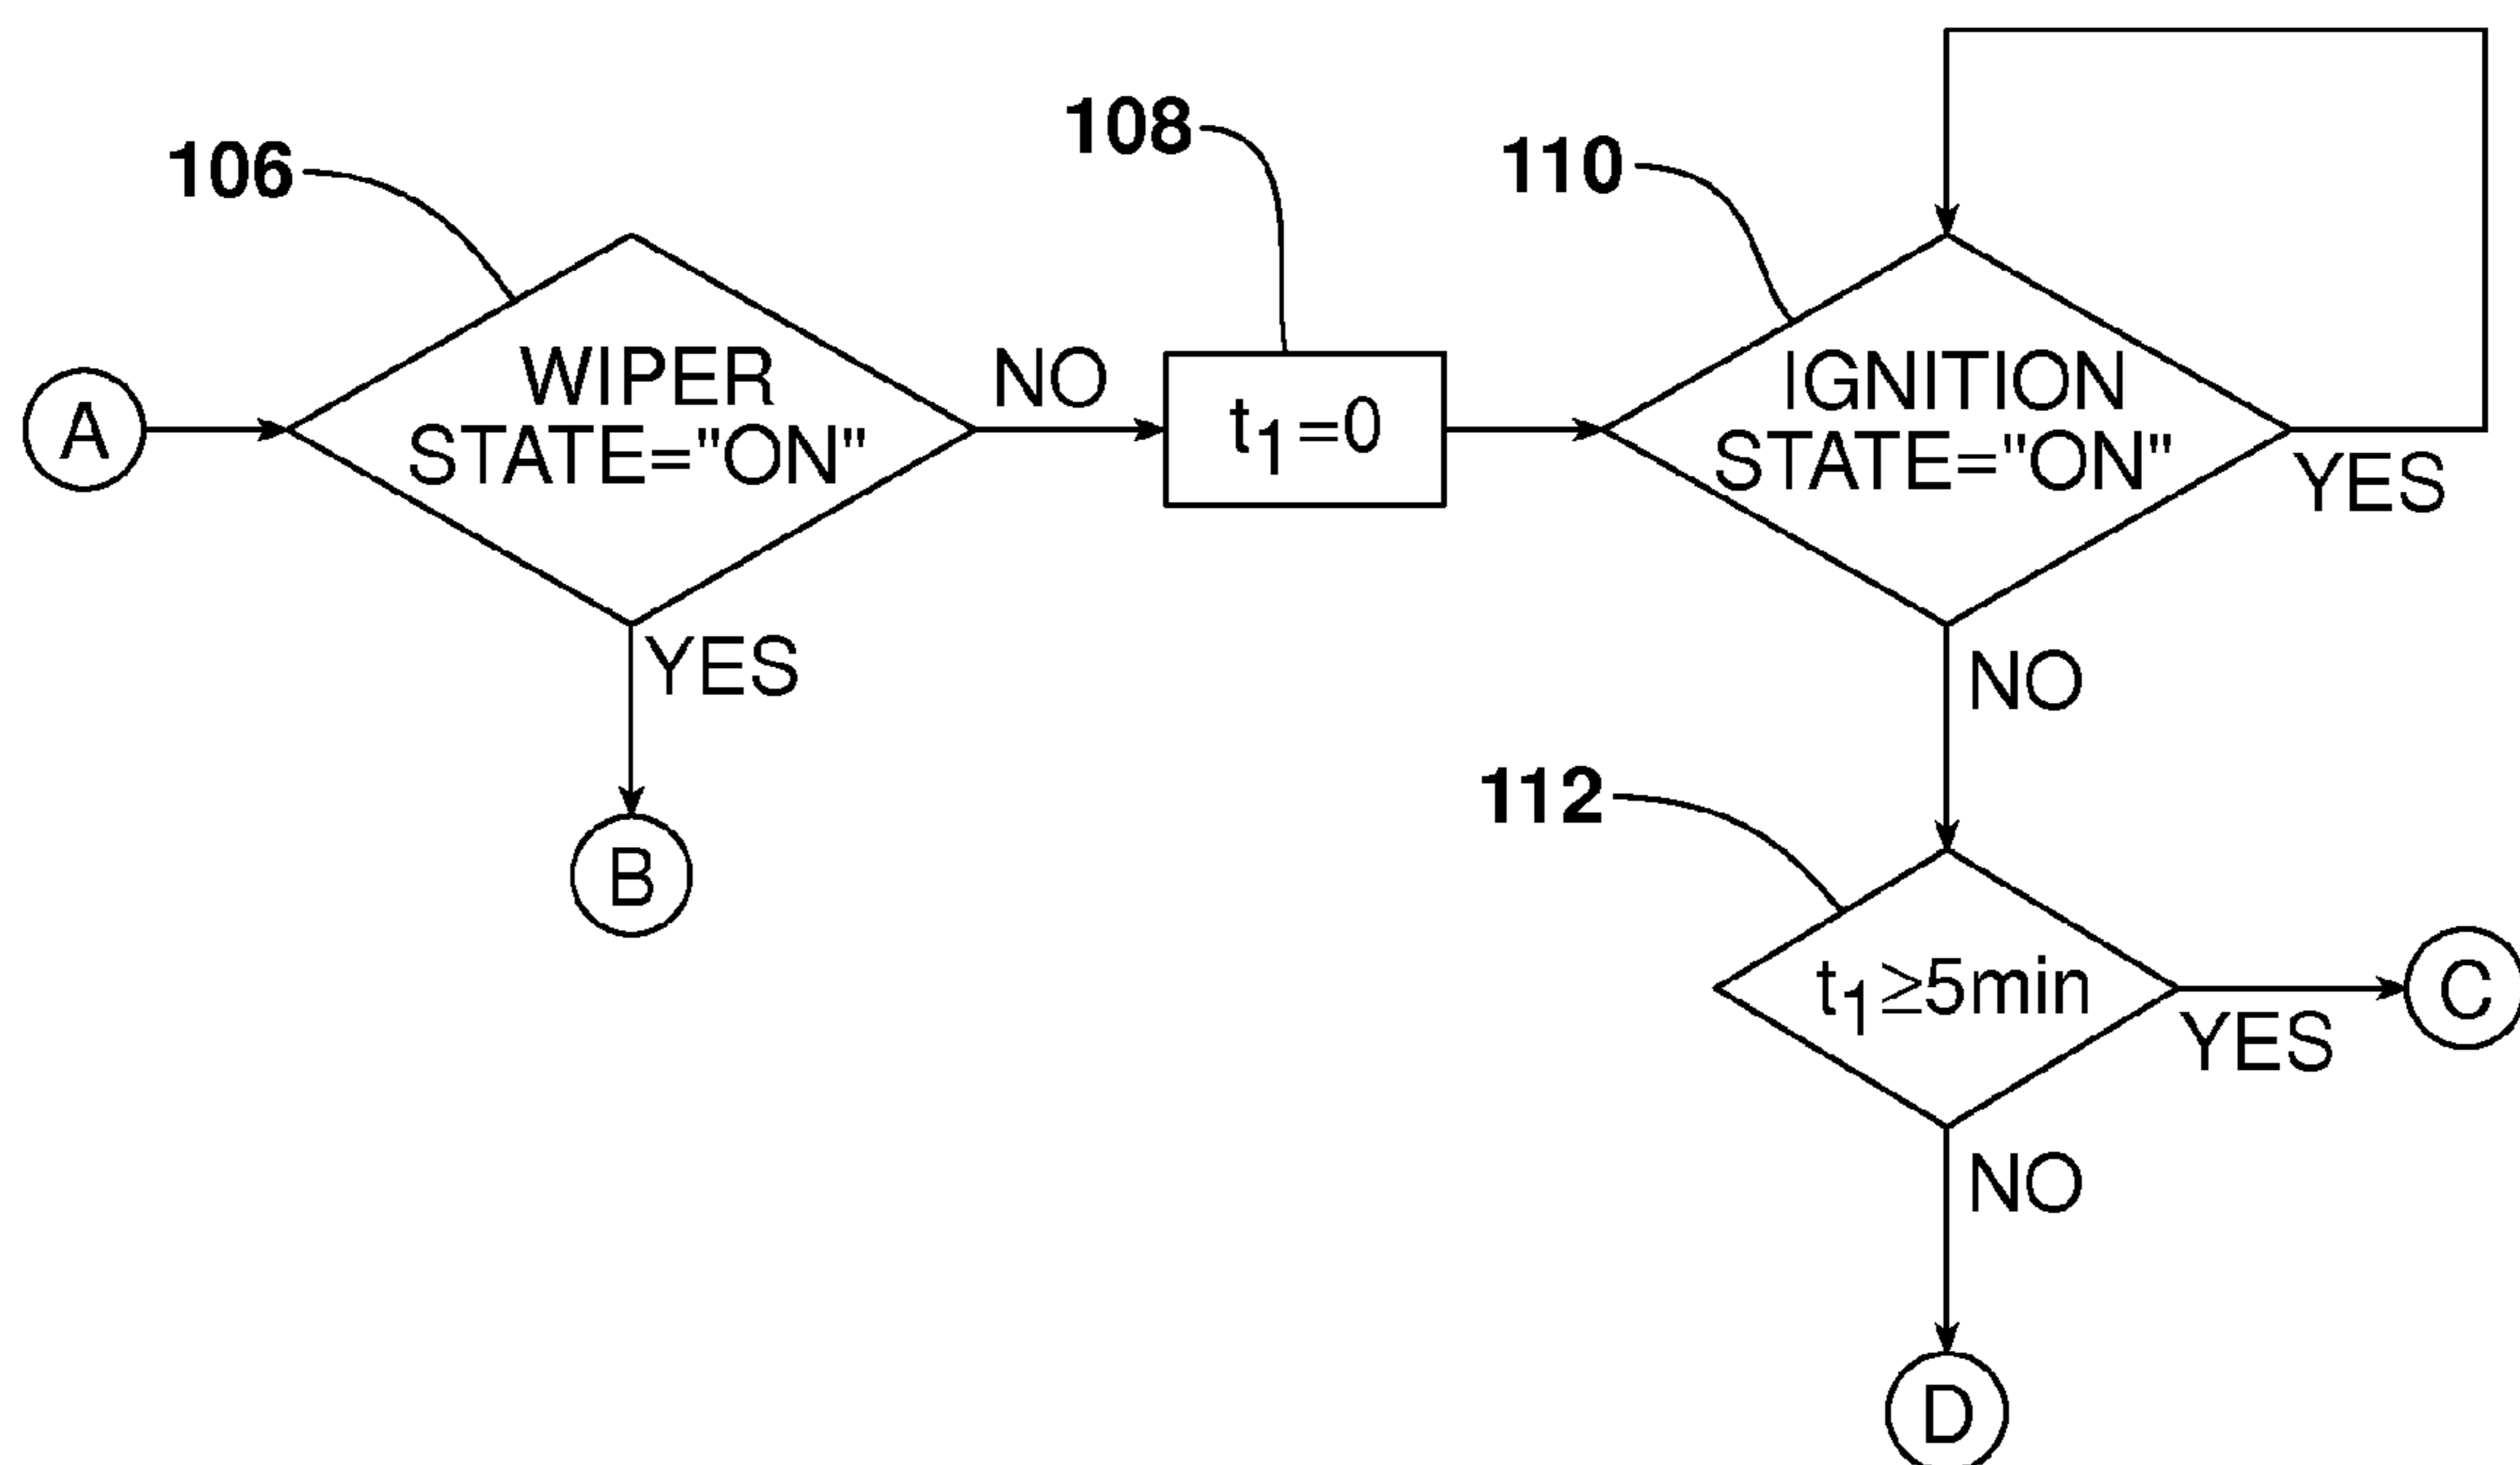 106
108
110
A
WIPER
STATE="ON"
NO
t1=0
IGNITION
STATE="ON"
YES
YES
NO
B
112
t1≥5min
C
YES
NO
D